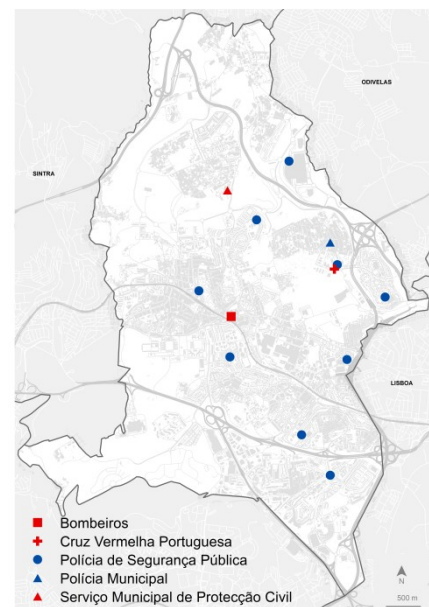 ODIVELAS
SINTRA
LISBOA
Bombeiros
Cruz Vermelha Portuguesa
Polícia de Segurança Pública
Polícia Municipal
Serviço Municipal de Protecção Civil
N
500 m